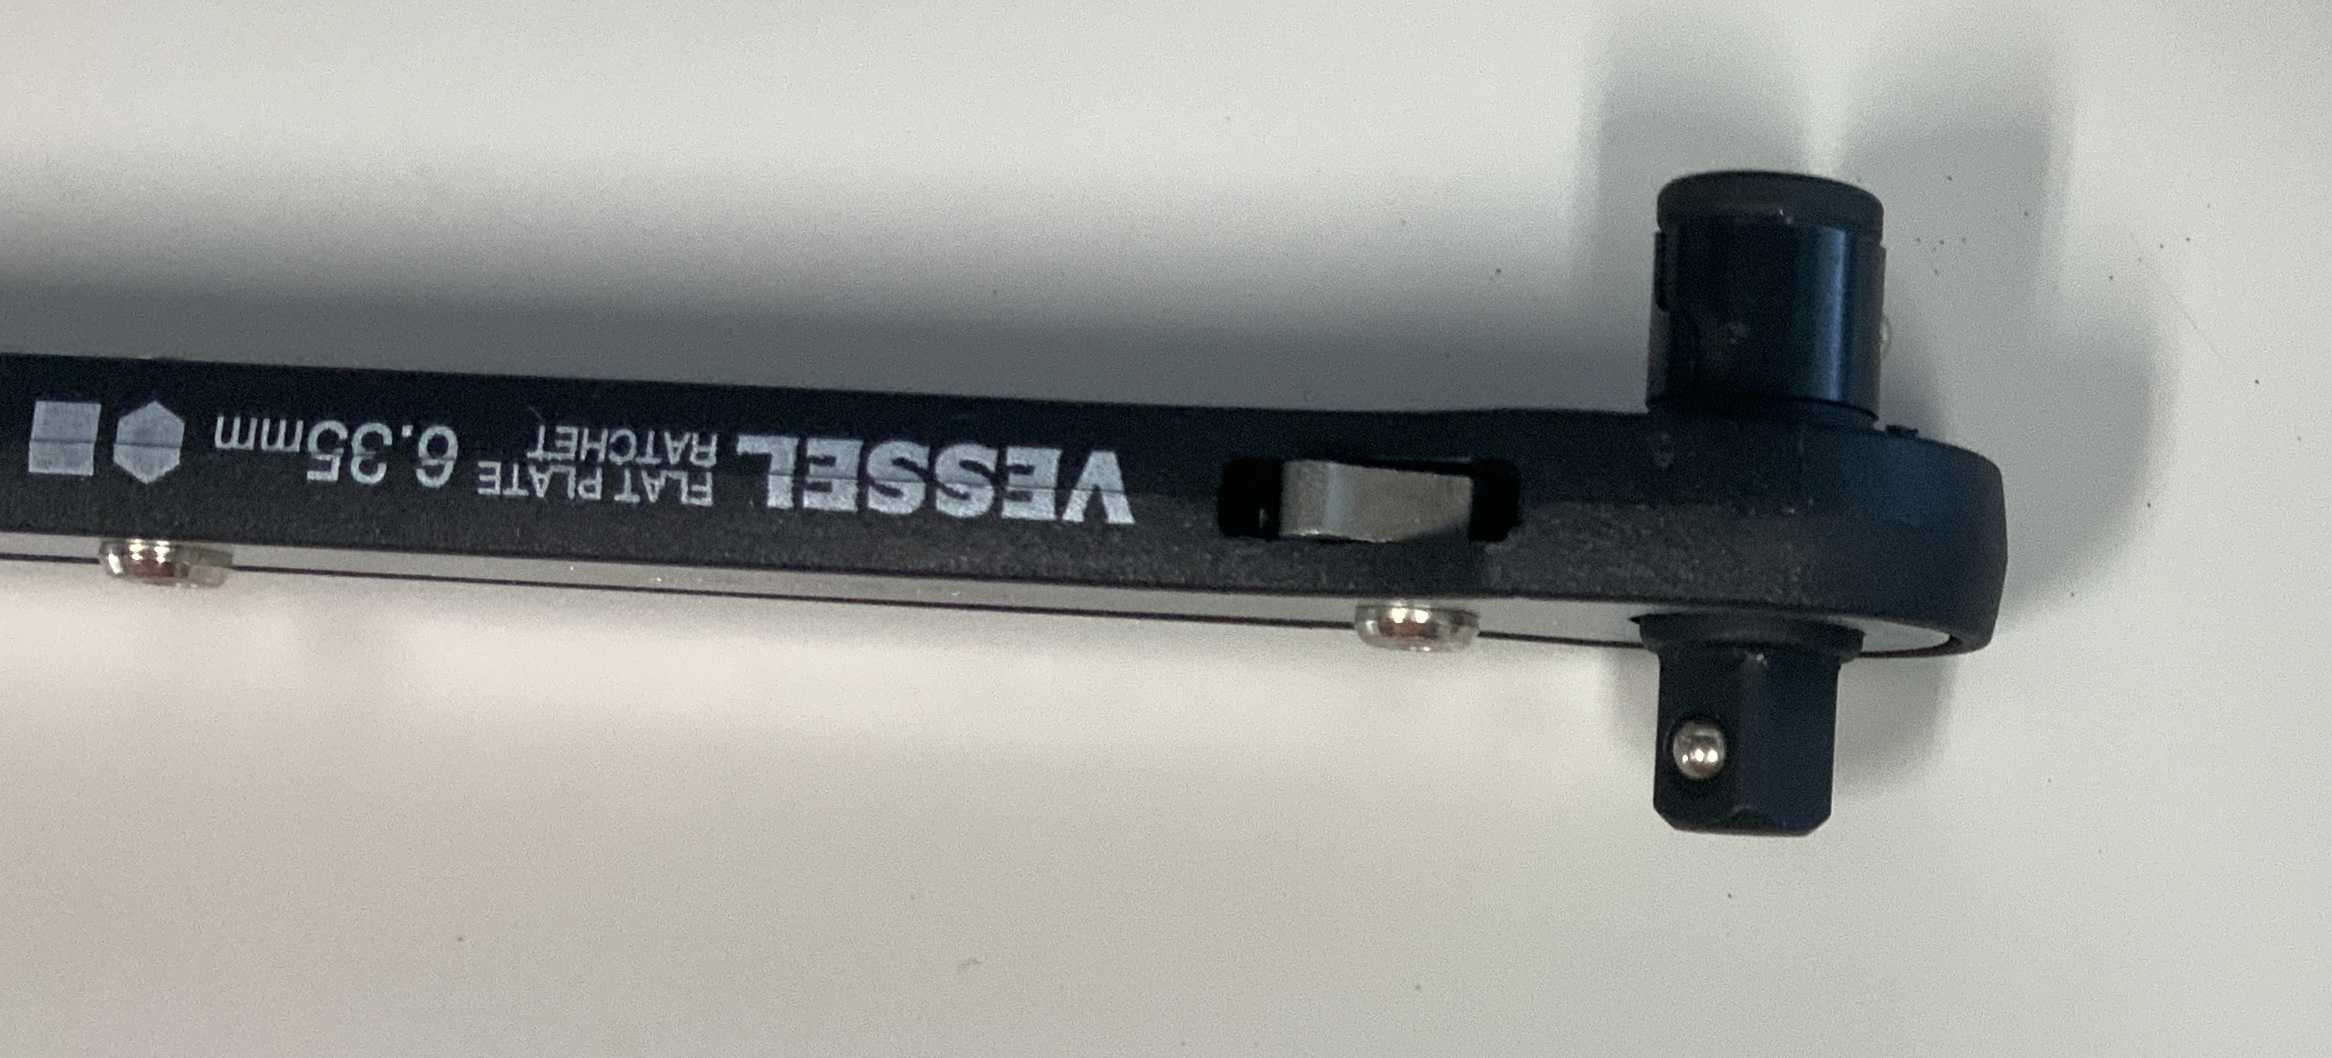 VESSEL
FLAT PLATE
RATCHET
6.35mm